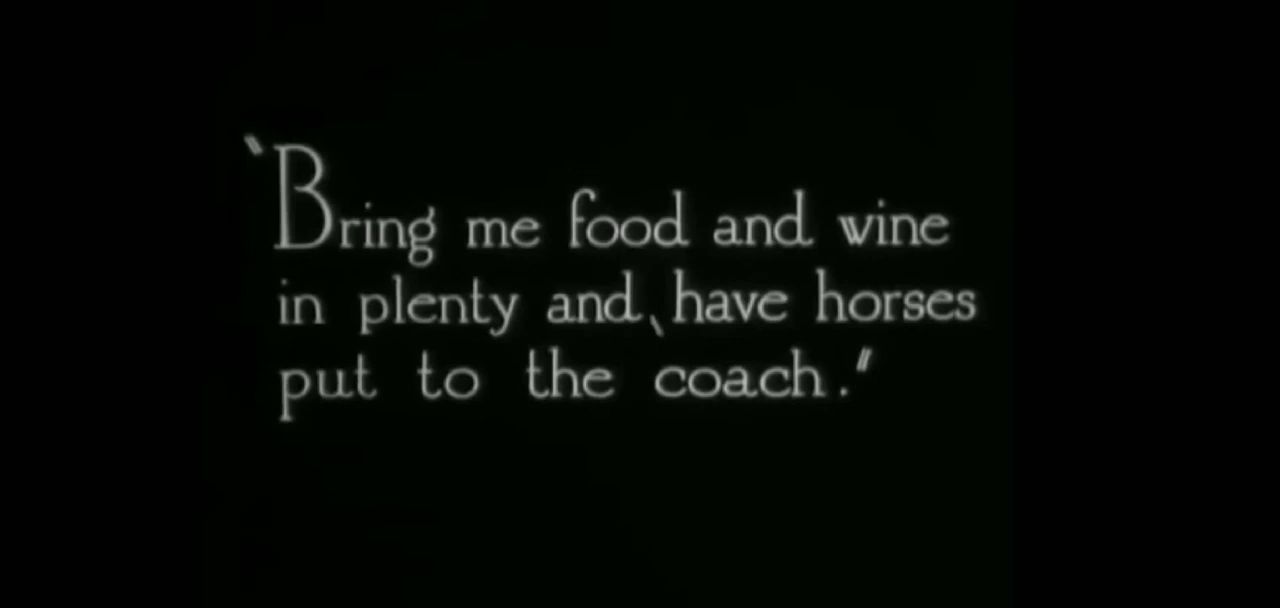 `Bring me food and wine
in plenty and, have horses
put to the coach."